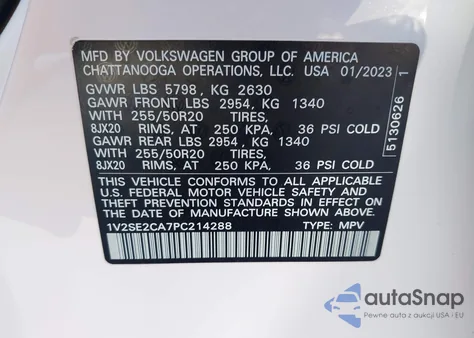 MFD. BY VOLKSWAGEN GROUP OF AMERICA
CHATTANOOGA OPERATIONS, LLC. USA 01/2023
GVWR LBS 5798, KG 2630
GAWR FRONT LBS 2954, KG 1340
WITH 255/50R20 TIRES,
8JX20 RIMS, AT 250 KPA, 36 PSI COLD
GAWR REAR LBS 2954, KG 1340
WITH 255/50R20 TIRES,
8JX20 RIMS, AT 250 KPA, 36 PSI COLD
THIS VEHICLE CONFORMS TO ALL APPLICABLE
U.S. FEDERAL MOTOR VEHICLE SAFETY AND
THEFT PREVENTION STANDARDS IN EFFECT ON
THE DATE OF MANUFACTURE SHOWN ABOVE.
1V2SE2CA7PC214288 TYPE: MPV
5130626 1
autoSnap
Pewne auto z aukcji USA i EU